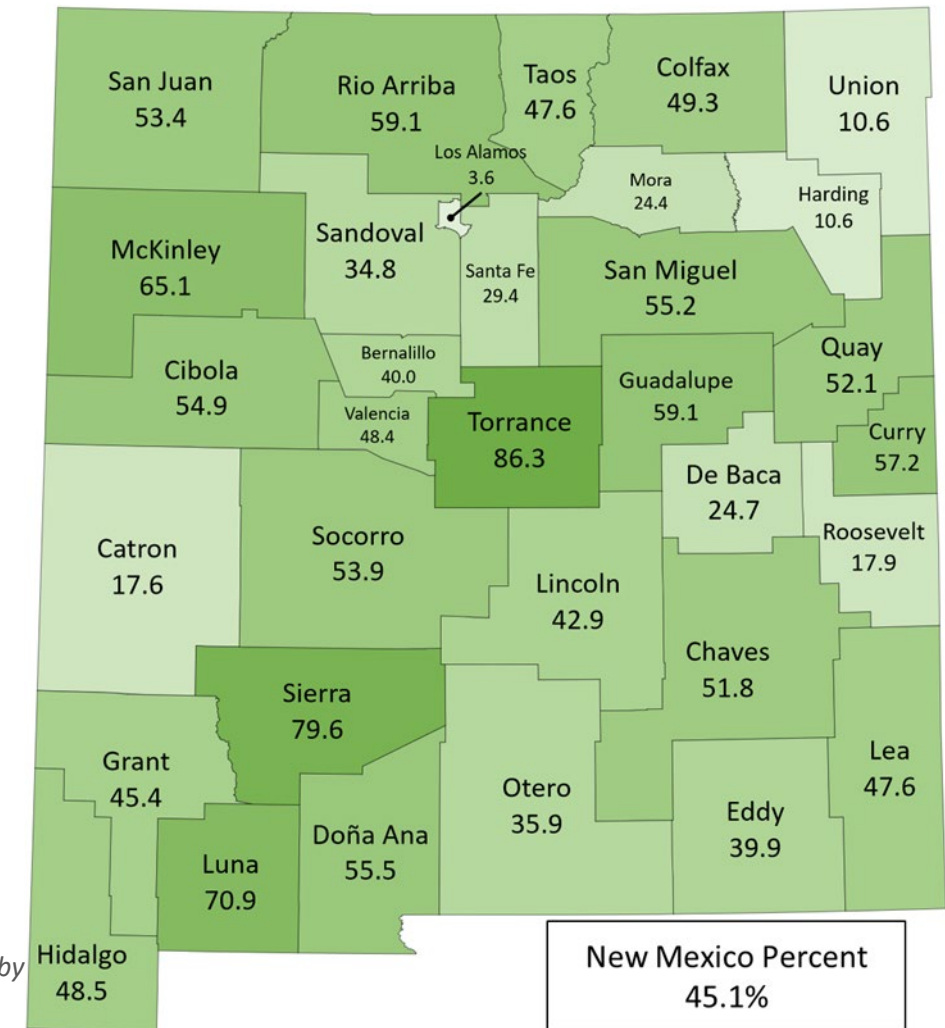 San Juan
53.4
Rio Arriba
59.1
Taos
47.6
Colfax
49.3
Union
10.6
Los Alamos
3.6
Mora
24.4
Harding
10.6
McKinley
65.1
Sandoval
34.8
Santa Fe
29.4
San Miguel
55.2
Quay
52.1
Cibola
54.9
Bernalillo
40.0
Valencia
48.4
Torrance
86.3
Guadalupe
59.1
Curry
57.2
De Baca
24.7
Roosevelt
17.9
Catron
17.6
Socorro
53.9
Lincoln
42.9
Chaves
51.8
Sierra
79.6
Grant
45.4
Otero
35.9
Lea
47.6
Eddy
39.9
Luna
70.9
Doña Ana
55.5
by
Hidalgo
48.5
New Mexico Percent
45.1%